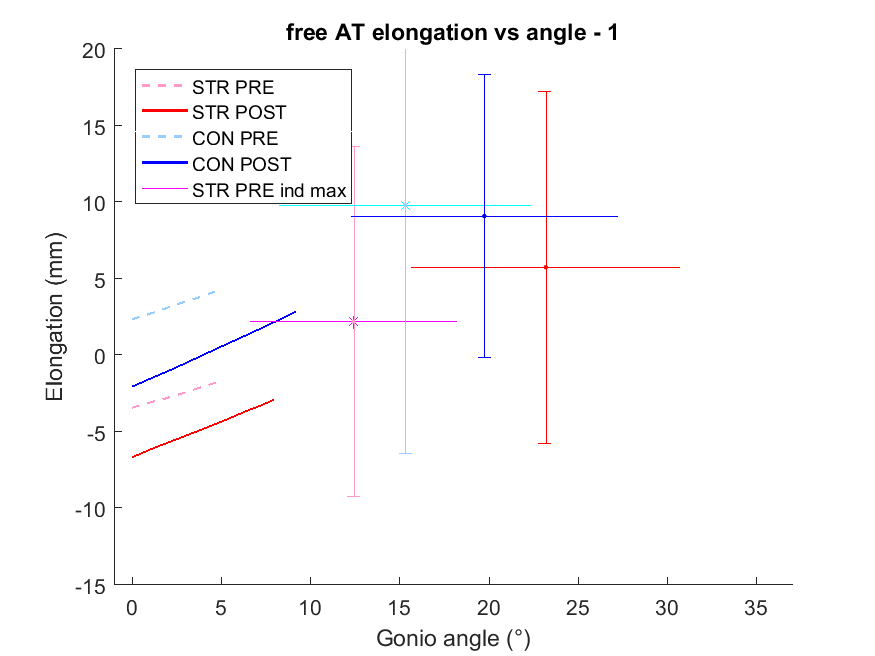 free AT elongation vs angle - 1
STR PRE
STR POST
CON PRE
CON POST
STR PRE ind max
20
15
10
5
0
-5
-10
-15
Elongation (mm)
0 5 10 15 20 25 30 35
Gonio angle (°)